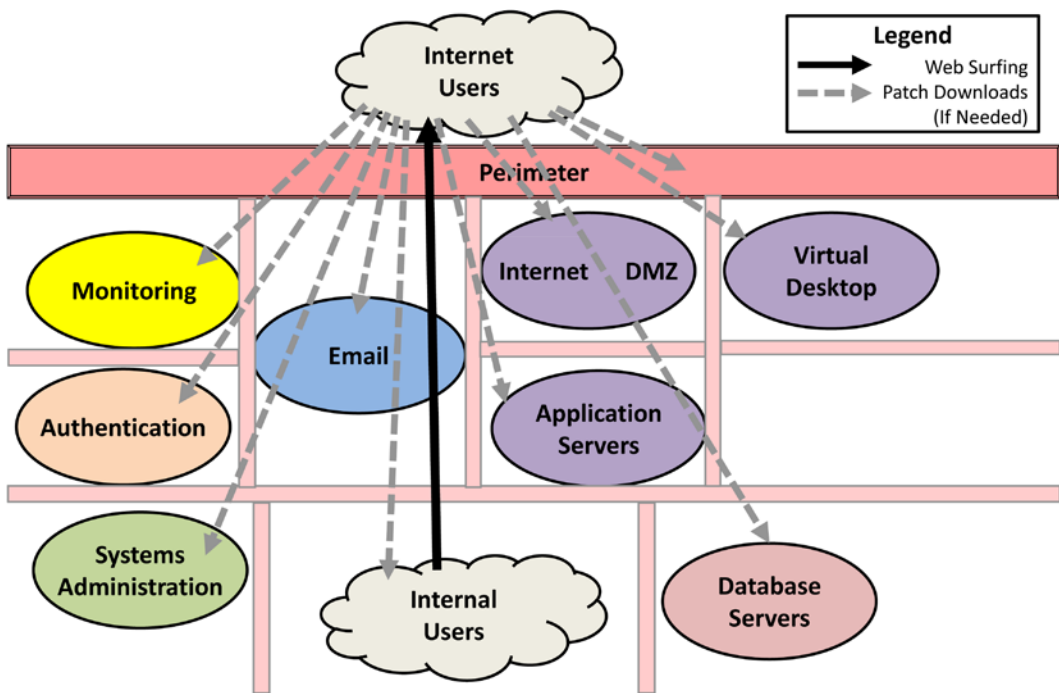 Internet
Users
Legend
Web Surfing
Patch Downloads
(If Needed)
Perimeter
Monitoring
Internet DMZ
Virtual
Desktop
Email
Authentication
Application
Servers
Systems
Administration
Internal
Users
Database
Servers